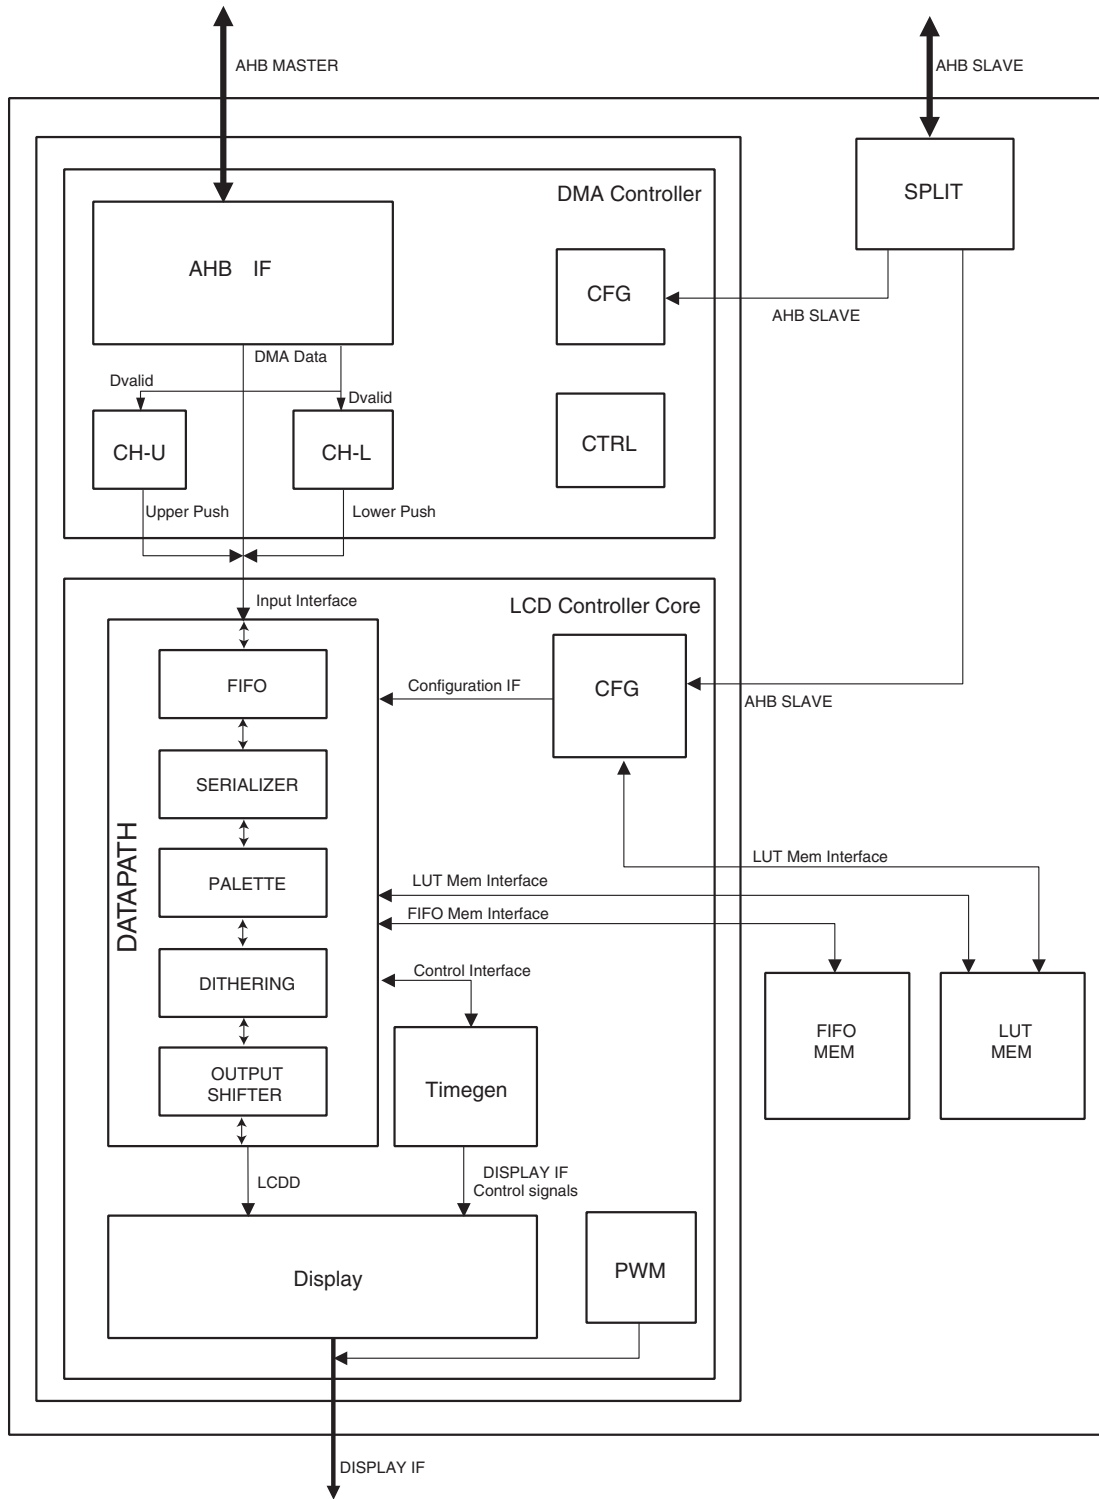 AHB MASTER
AHB SLAVE
DMA Controller
SPLIT
AHB IF
CFG
AHB SLAVE
DMA Data
Dvalid
Dvalid
CH-U
CH-L
CTRL
Upper Push
Lower Push
Input Interface
LCD Controller Core
FIFO
Configuration IF
CFG
AHB SLAVE
SERIALIZER
DATAPATH
PALETTE
LUT Mem Interface
LUT Mem Interface
FIFO Mem Interface
DITHERING
Control Interface
FIFO
MEM
LUT
MEM
OUTPUT
SHIFTER
Timegen
LCDD
DISPLAY IF
Control signals
Display
PWM
DISPLAY IF